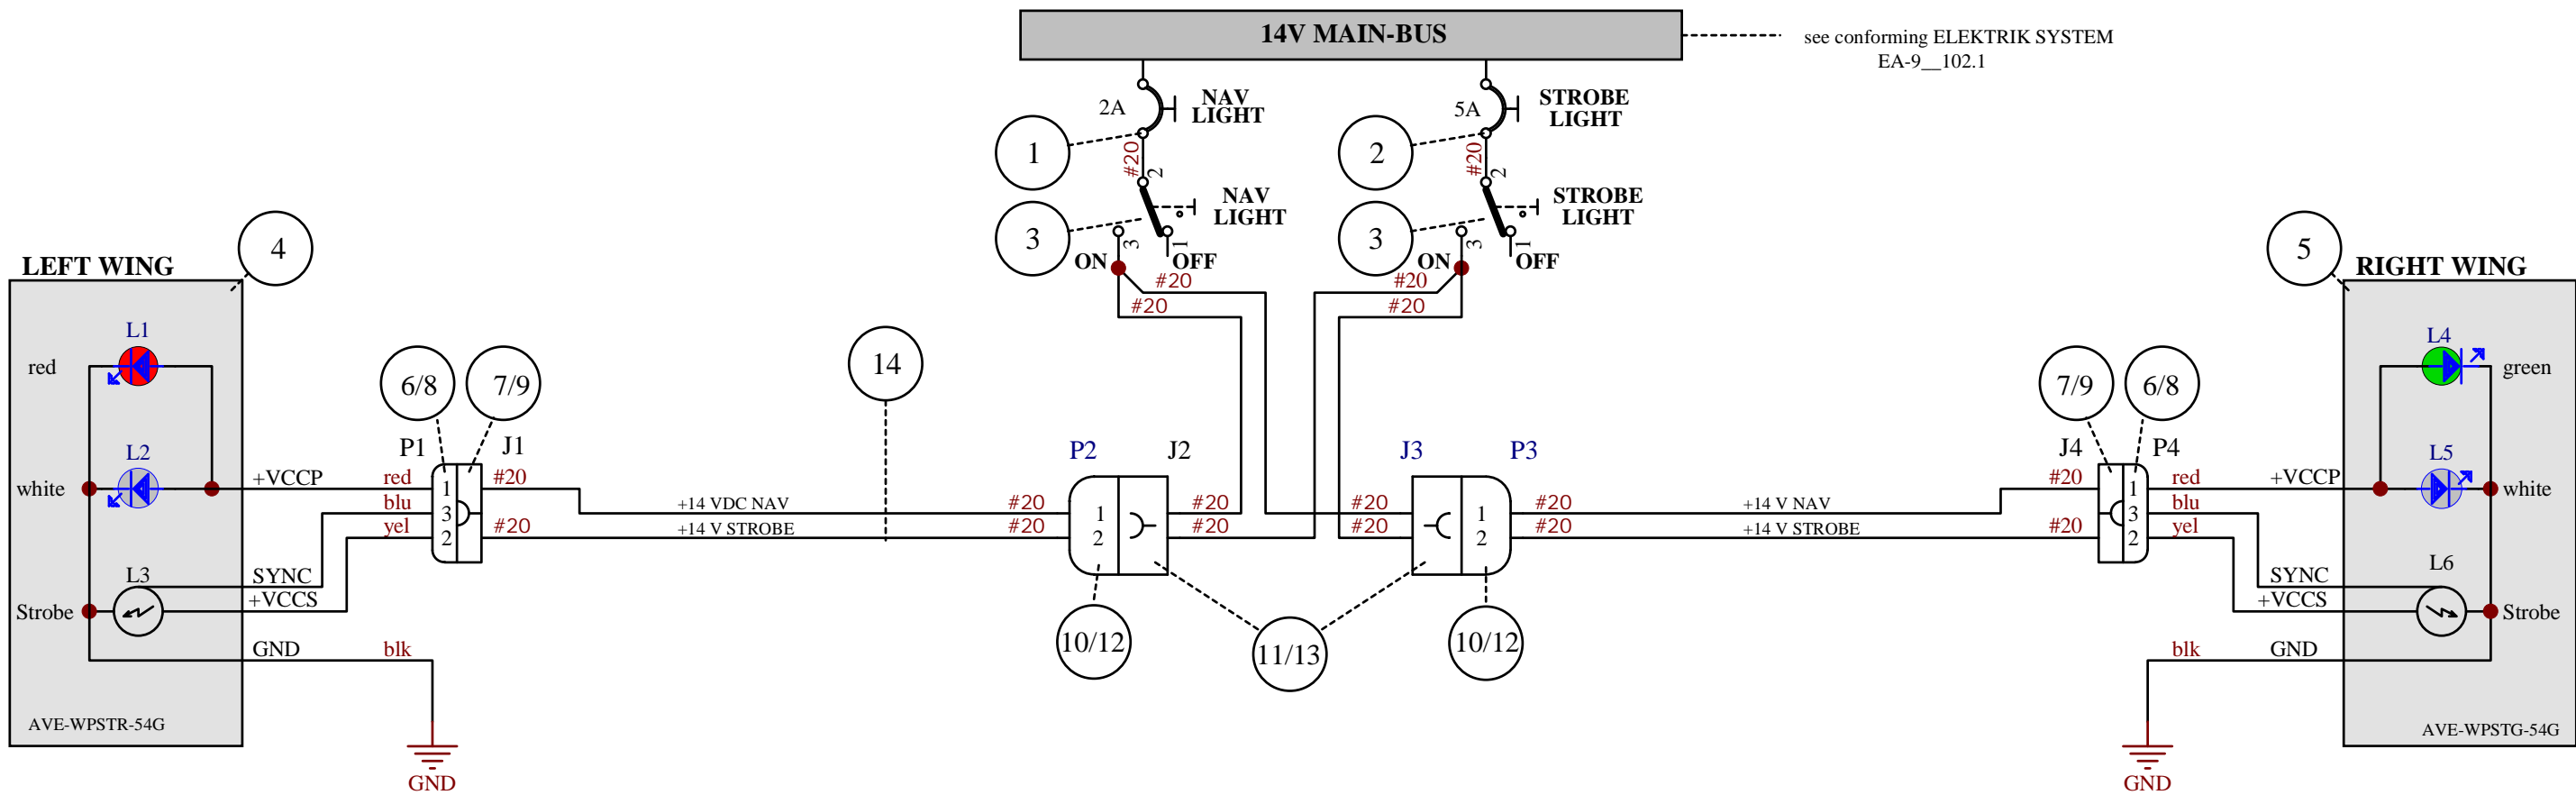 14V MAIN-BUS
see conforming ELEKTRIK SYSTEM
EA-9__102.1
2A
NAV
LIGHT
5A
STROBE
LIGHT
1
#20
2
2
#20
2
NAV
LIGHT
STROBE
LIGHT
3
3
1
3
3
1
ON
OFF
ON
OFF
#20
#20
#20
#20
LEFT WING
4
L1
red
L2
white
L3
Strobe
+VCCP
red
blu
yel
SYNC
+VCCS
GND
blk
AVE-WPSTR-54G
GND
6/8
7/9
P1
J1
1
3
2
#20
#20
14
+14 VDC NAV
+14 V STROBE
#20
#20
P2
J2
1
2
#20
#20
10/12
11/13
J3
P3
#20
#20
1
2
#20
#20
10/12
+14 V NAV
+14 V STROBE
7/9
6/8
J4
P4
#20
#20
1
3
2
red
blu
yel
+VCCP
SYNC
+VCCS
blk
GND
GND
5
RIGHT WING
L4
green
L5
white
L6
Strobe
AVE-WPSTG-54G